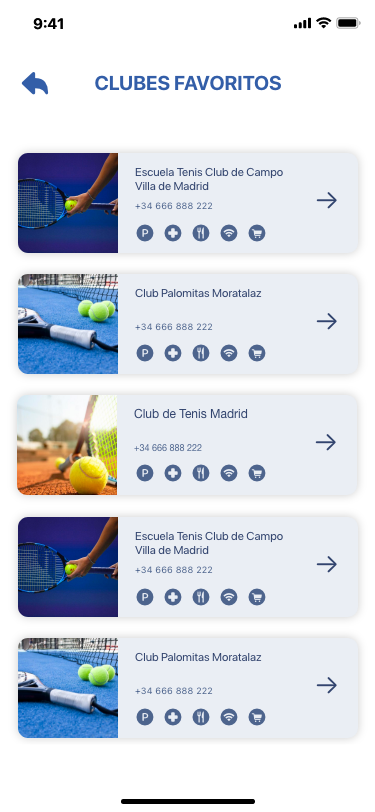 9:41
CLUBES FAVORITOS
Escuela Tenis Club de Campo
Villa de Madrid
+34 666 888 222
P
Club Palomitas Moratalaz
+34 666 888 222
P
Club de Tenis Madrid
+34 666 888 222
P
Escuela Tenis Club de Campo
Villa de Madrid
+34 666 888 222
P
Club Palomitas Moratalaz
+34 666 888 222
P